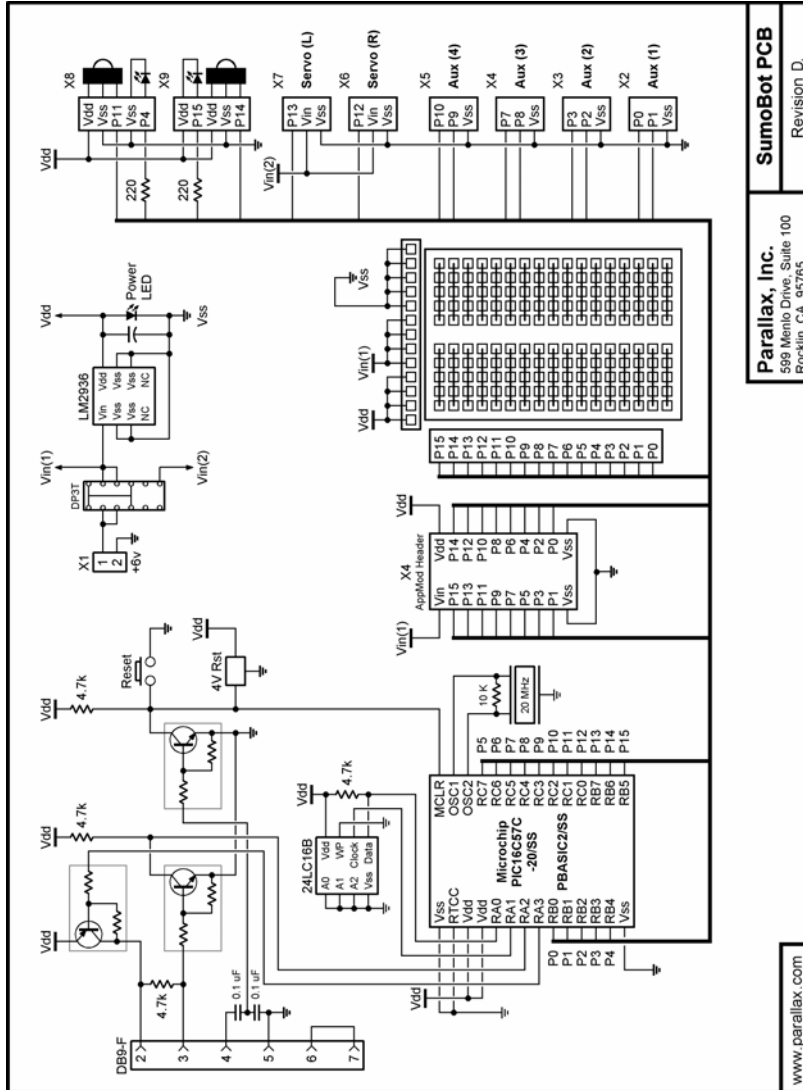 DB9-F
2
3
4
5
6
7
Vdd
4.7k
0.1 uF
0.1 uF
Vdd
4.7k
Vdd
4.7k
Reset
Vdd
4V Rst
X1
1
2
+6v
DP3T
Vin(1)
Vin(2)
LM2936
Vin
Vss
Vss
NC
Vdd
Vss
Vss
NC
Vdd
Power
LED
Vss
24LC16B
A0
A1
A2
Vss
Vdd
WP
Clock
Data
Vdd
4.7k
Vdd
Vss
RTCC
Vdd
Vdd
RA0
RA1
RA2
RA3
RB0
RB1
RB2
RB3
RB4
Vss
P0
P1
P2
P3
P4
Microchip
PIC16C57C
-20/SS
PBASIC2/SS
MCLR
OSC1
OSC2
RC7
RC6
RC5
RC4
RC3
RC2
RC1
RC0
RB7
RB6
RB5
P5
P6
P7
P8
P9
P10
P11
P12
P13
P14
P15
10 K
20 MHz
X4
AppMod Header
Vin(1)
Vdd
Vin
P15
P13
P11
P9
P7
P5
P3
P1
Vss
Vdd
P14
P12
P10
P8
P6
P4
P2
P0
Vss
P15
P14
P13
P12
P11
P10
P9
P8
P7
P6
P5
P4
P3
P2
P1
P0
Vdd
Vin(1)
Vss
Vdd
220
220
X8
Vdd
Vss
P11
P4
X9
Vdd
P15
Vss
P14
Vin(2)
X7
Servo (L)
P13
Vin
Vss
X6
Servo (R)
P12
Vin
Vss
X5
Aux (4)
P10
P9
Vss
X4
Aux (3)
P7
P8
Vss
X3
Aux (2)
P3
P2
Vss
X2
Aux (1)
P0
P1
Vss
www.parallax.com
Parallax, Inc.
599 Menlo Drive, Suite 100
Rocklin, CA 95765
SumoBot PCB
Revision D.